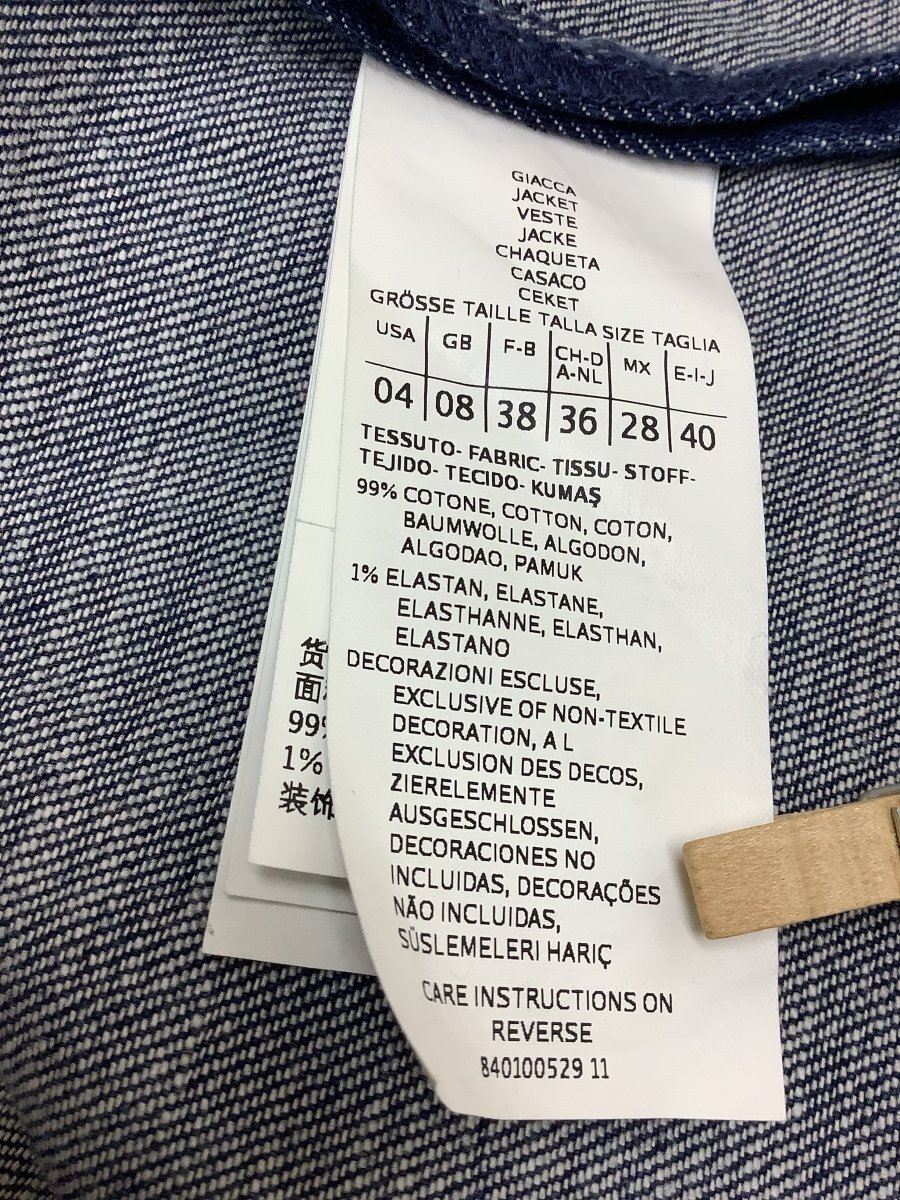 GIACCA
JACKET
VESTE
JACKE
CHAQUETA
CASACO
CEKET
GRÖSSE TAILLE TALLA SIZE TAGLIA
USA GB F-B CH-D A-NL MX E-I-J
04 08 38 36 28 40
TESSUTO- FABRIC- TISSU- STOFF-
TEJIDO- TECIDO- KUMAŞ
99% COTONE, COTTON, COTON,
BAUMWOLLE, ALGODON,
ALGODAO, PAMUK
1% ELASTAN, ELASTANE,
ELASTHANNE, ELASTHAN,
ELASTANO
DECORAZIONI ESCLUSE,
EXCLUSIVE OF NON-TEXTILE
DECORATION, A L
EXCLUSION DES DECOS,
ZIERELEMENTE
AUSGESCHLOSSEN,
DECORACIONES NO
INCLUIDAS, DECORAÇÕES
NÃO INCLUIDAS,
SÜSLEMELERI HARIÇ
CARE INSTRUCTIONS ON
REVERSE
840100529 11
货
面
99%
1%
装饰